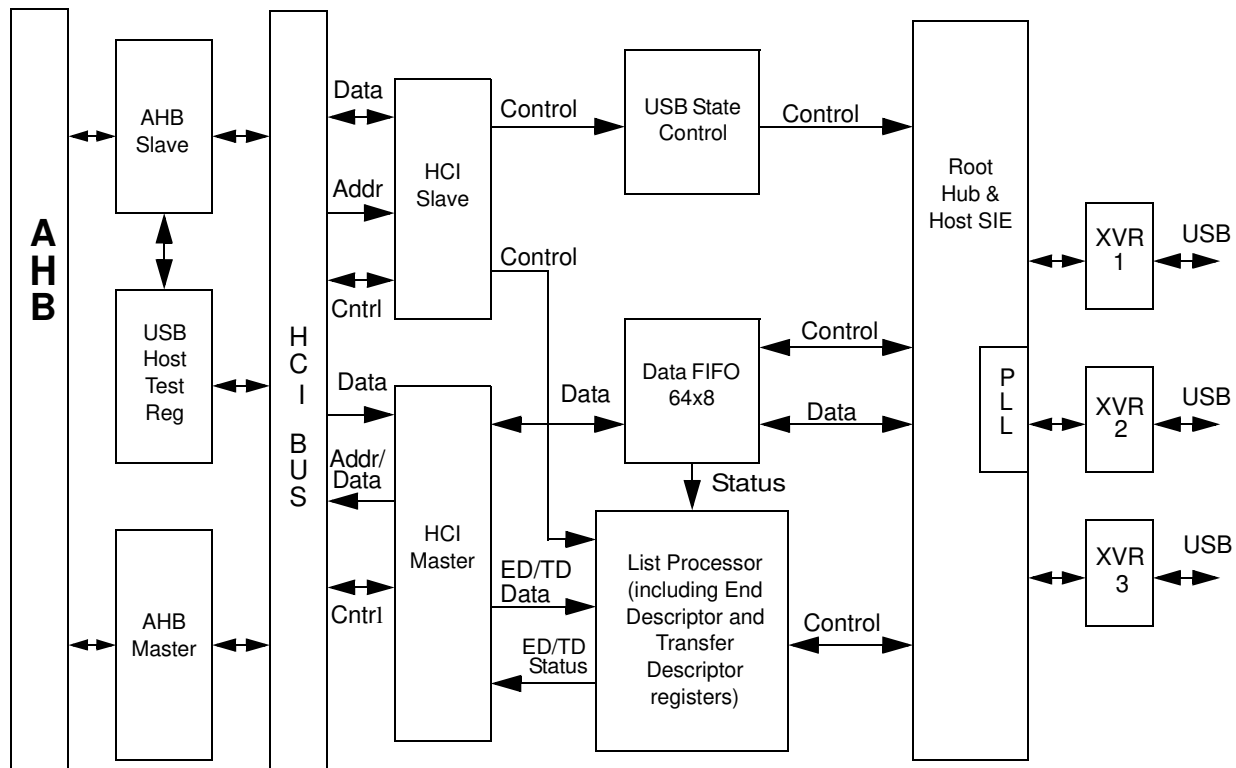 AHB
AHB
Slave
USB
Host
Test
Reg
AHB
Master
HCI BUS
Data
Addr
Cntrl
Data
Addr/
Data
Cntrl
HCI
Slave
HCI
Master
Control
Control
Data
ED/TD
Data
ED/TD
Status
USB State
Control
Data FIFO
64x8
Status
List Processor
(including End
Descriptor and
Transfer
Descriptor
registers)
Control
Control
Data
Control
Root
Hub &
Host SIE
PLL
XVR
1
USB
XVR
2
USB
XVR
3
USB